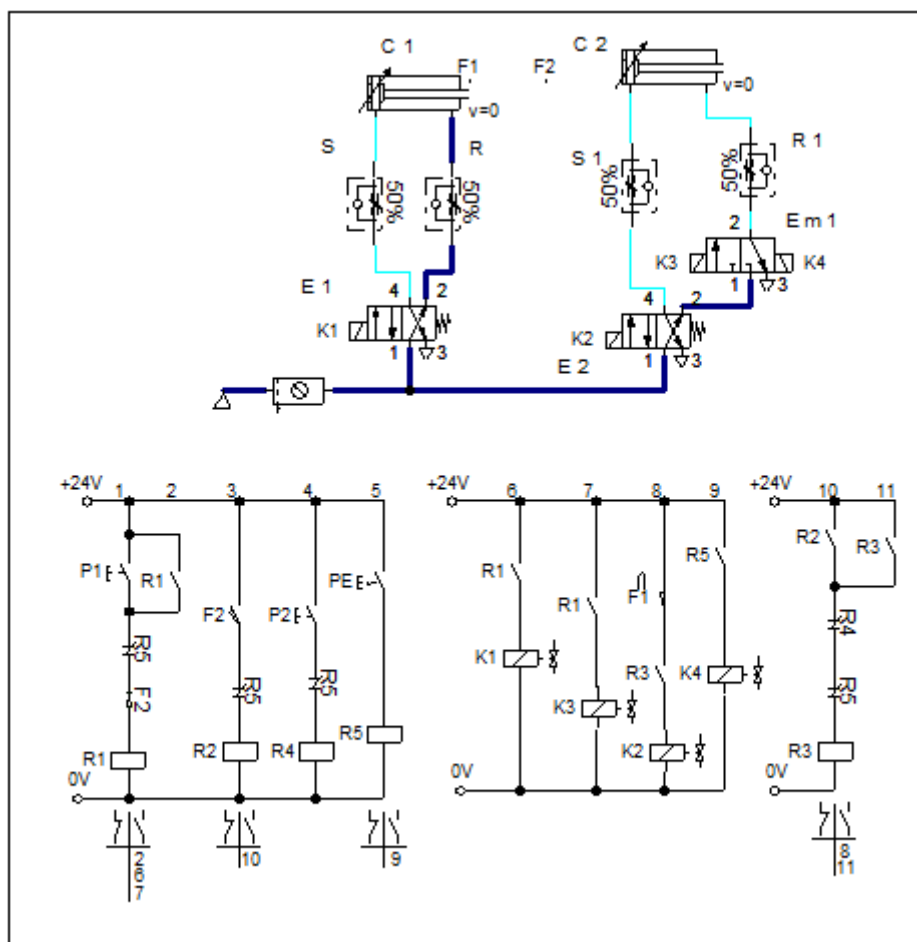 C 1
F1
F2
C 2
v=0
v=0
S
R
S 1
R 1
50%
50%
50%
50%
2
E m 1
K3
K4
1
3
E 1
4
2
4
2
K1
K2
1
3
1
3
E 2
+24V
1
2
3
4
5
+24V
6
7
8
9
+24V
10
11
P1
R1
F2
P2
PE
R1
R1
F1
R5
R2
R3
R5
F2
R5
R5
K1
K3
R3
K4
R4
R5
R1
R2
R4
R5
K2
R3
0V
0V
0V
2
6
7
10
9
8
11